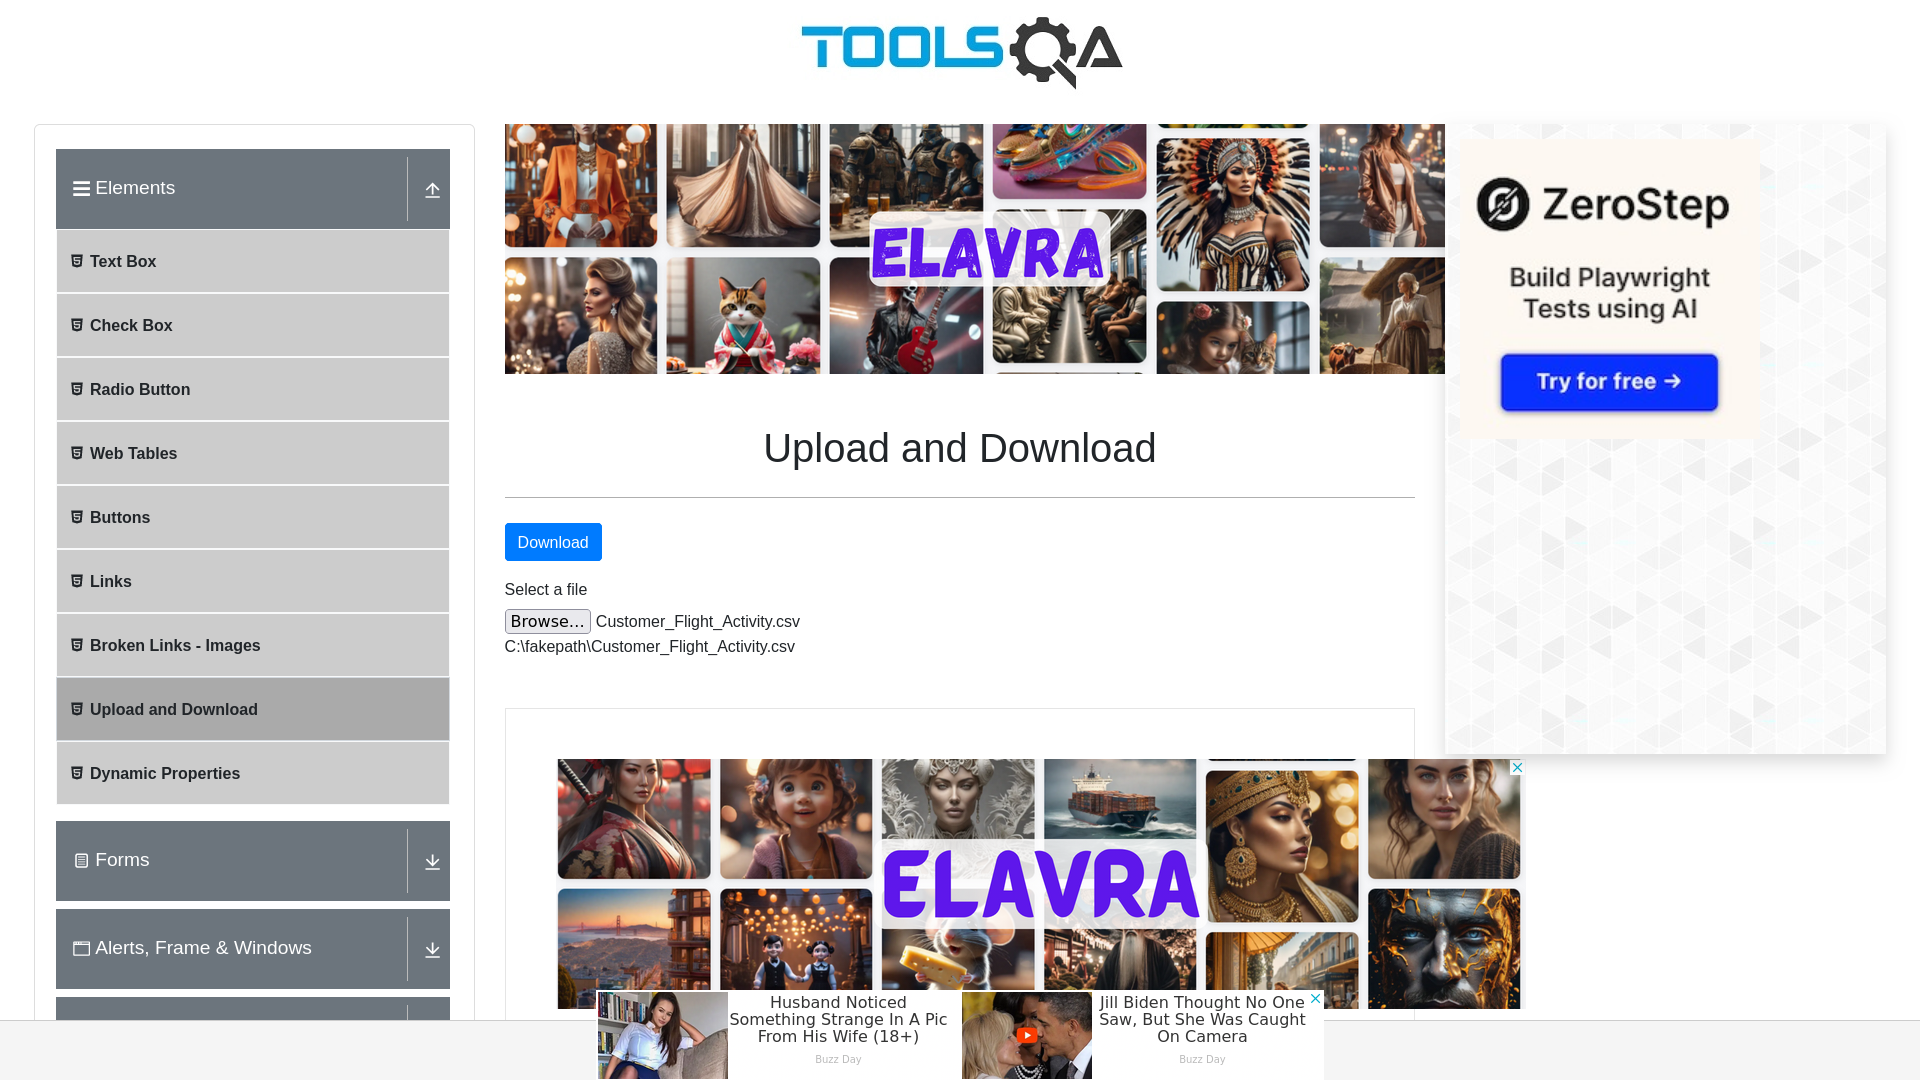 TOOLSQA
Elements
Text Box
Check Box
Radio Button
Web Tables
Buttons
Links
Broken Links - Images
Upload and Download
Dynamic Properties
Forms
Alerts, Frame & Windows
ELAVRA
Upload and Download
Download
Select a file
Browse... Customer_Flight_Activity.csv
C:\fakepath\Customer_Flight_Activity.csv
ELAVRA
ZeroStep
Build Playwright
Tests using AI
Try for free →
Husband Noticed
Something Strange In A Pic
From His Wife (18+)
Buzz Day
Jill Biden Thought No One
Saw, But She Was Caught
On Camera
Buzz Day